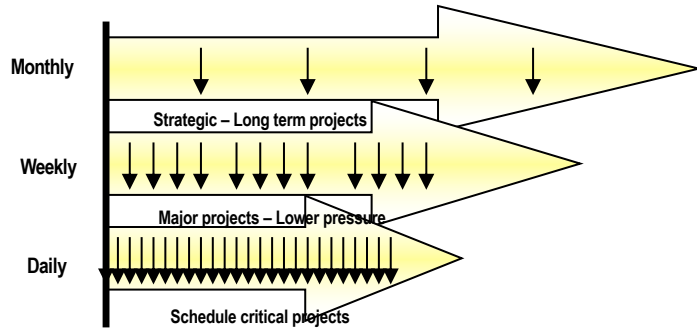 Monthly
Strategic – Long term projects
Weekly
Major projects – Lower pressure
Daily
Schedule critical projects